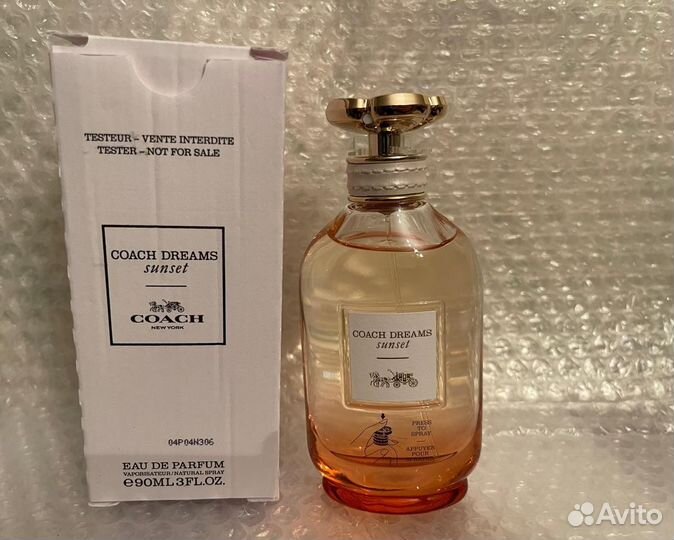 TESTEUR – VENTE INTERDITE
TESTER – NOT FOR SALE
COACH DREAMS
sunset
COACH
NEW YORK
04P04N306
EAU DE PARFUM
VAPORISATEUR/NATURAL SPRAY
℮90ML 3FL.OZ.
COACH DREAMS
sunset
PRESS
TO
SPRAY
APPUYER
POUR
Avito